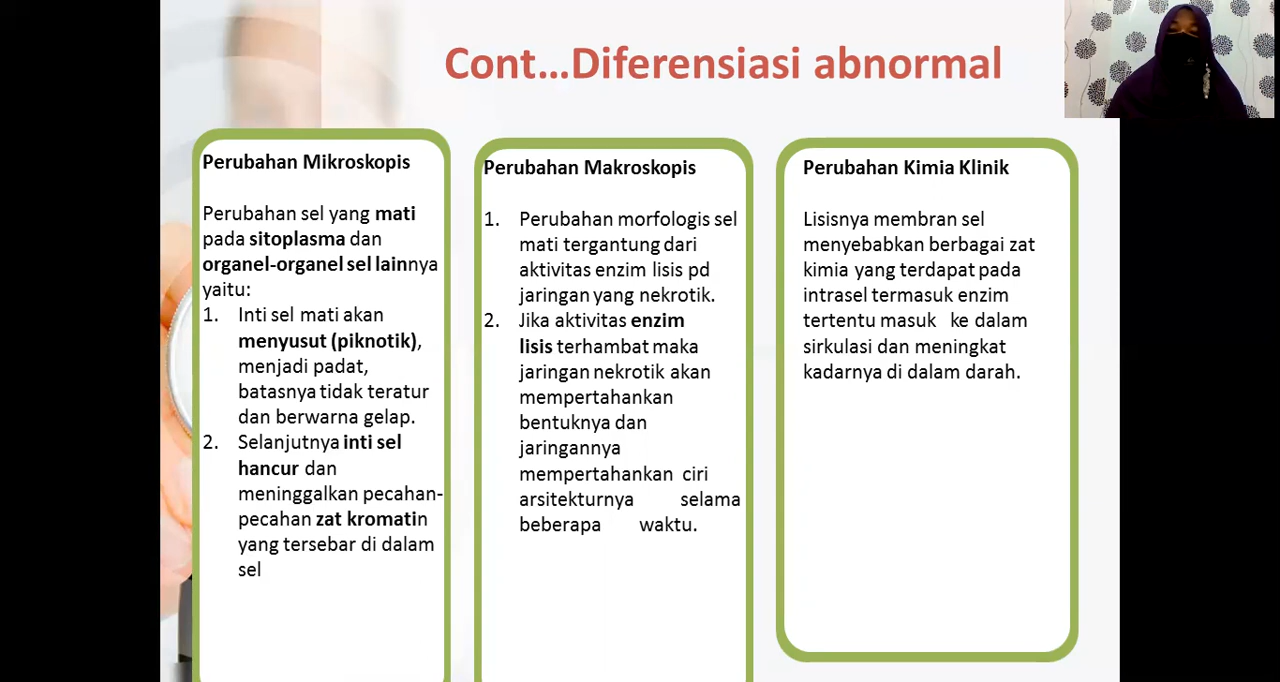 Cont...Diferensiasi abnormal
Perubahan Mikroskopis
Perubahan sel yang mati
pada sitoplasma dan
organel-organel sel lainnya
yaitu:
1. Inti sel mati akan
menyusut (piknotik),
menjadi padat,
batasnya tidak teratur
dan berwarna gelap.
2. Selanjutnya inti sel
hancur dan
meninggalkan pecahan-
pecahan zat kromatin
yang tersebar di dalam
sel
Perubahan Makroskopis
1. Perubahan morfologis sel
mati tergantung dari
aktivitas enzim lisis pd
jaringan yang nekrotik.
2. Jika aktivitas enzim
lisis terhambat maka
jaringan nekrotik akan
mempertahankan
bentuknya dan
jaringannya
mempertahankan ciri
arsitekturnya selama
beberapa waktu.
Perubahan Kimia Klinik
Lisisnya membran sel
menyebabkan berbagai zat
kimia yang terdapat pada
intrasel termasuk enzim
tertentu masuk ke dalam
sirkulasi dan meningkat
kadarnya di dalam darah.